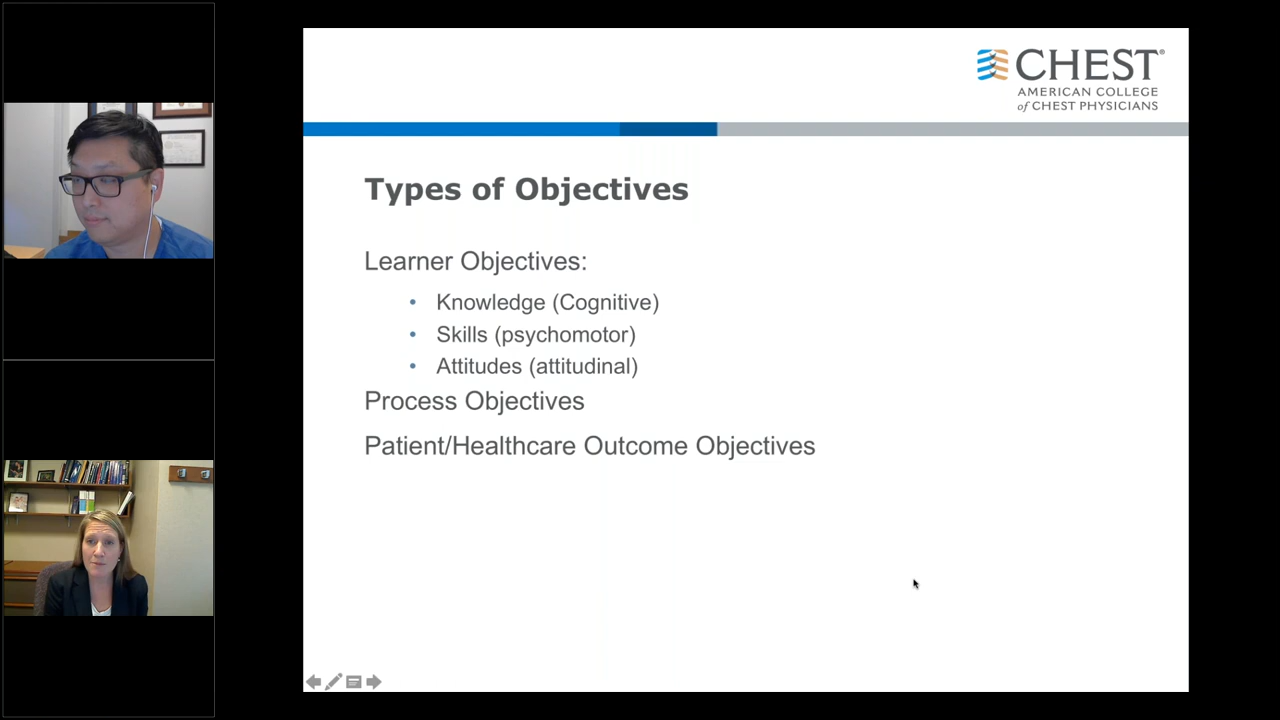 CHEST®
AMERICAN COLLEGE
of CHEST PHYSICIANS
Types of Objectives
Learner Objectives:
• Knowledge (Cognitive)
• Skills (psychomotor)
• Attitudes (attitudinal)
Process Objectives
Patient/Healthcare Outcome Objectives